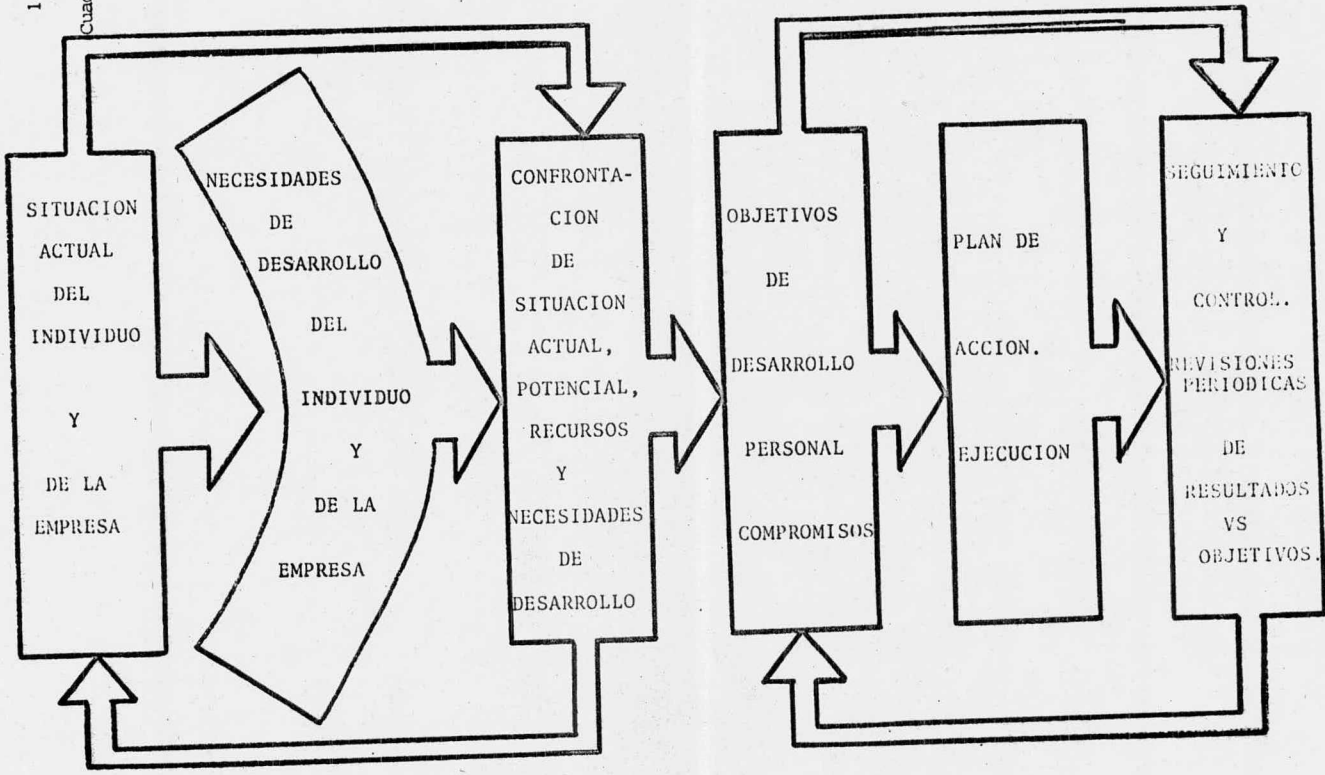 1
Cuad
SITUACION
ACTUAL
DEL
INDIVIDUO
Y
DE LA
EMPRESA
NECESIDADES
DE
DESARROLLO
DEL
INDIVIDUO
Y
DE LA
EMPRESA
CONFRONTA-
CION
DE
SITUACION
ACTUAL,
POTENCIAL,
RECURSOS
Y
NECESIDADES
DE
DESARROLLO
OBJETIVOS
DE
DESARROLLO
PERSONAL
COMPROMISOS
PLAN DE
ACCION.
EJECUCION
SEGUIMIENTO
Y
CONTROL.
REVISIONES
PERIODICAS
DE
RESULTADOS
VS
OBJETIVOS.